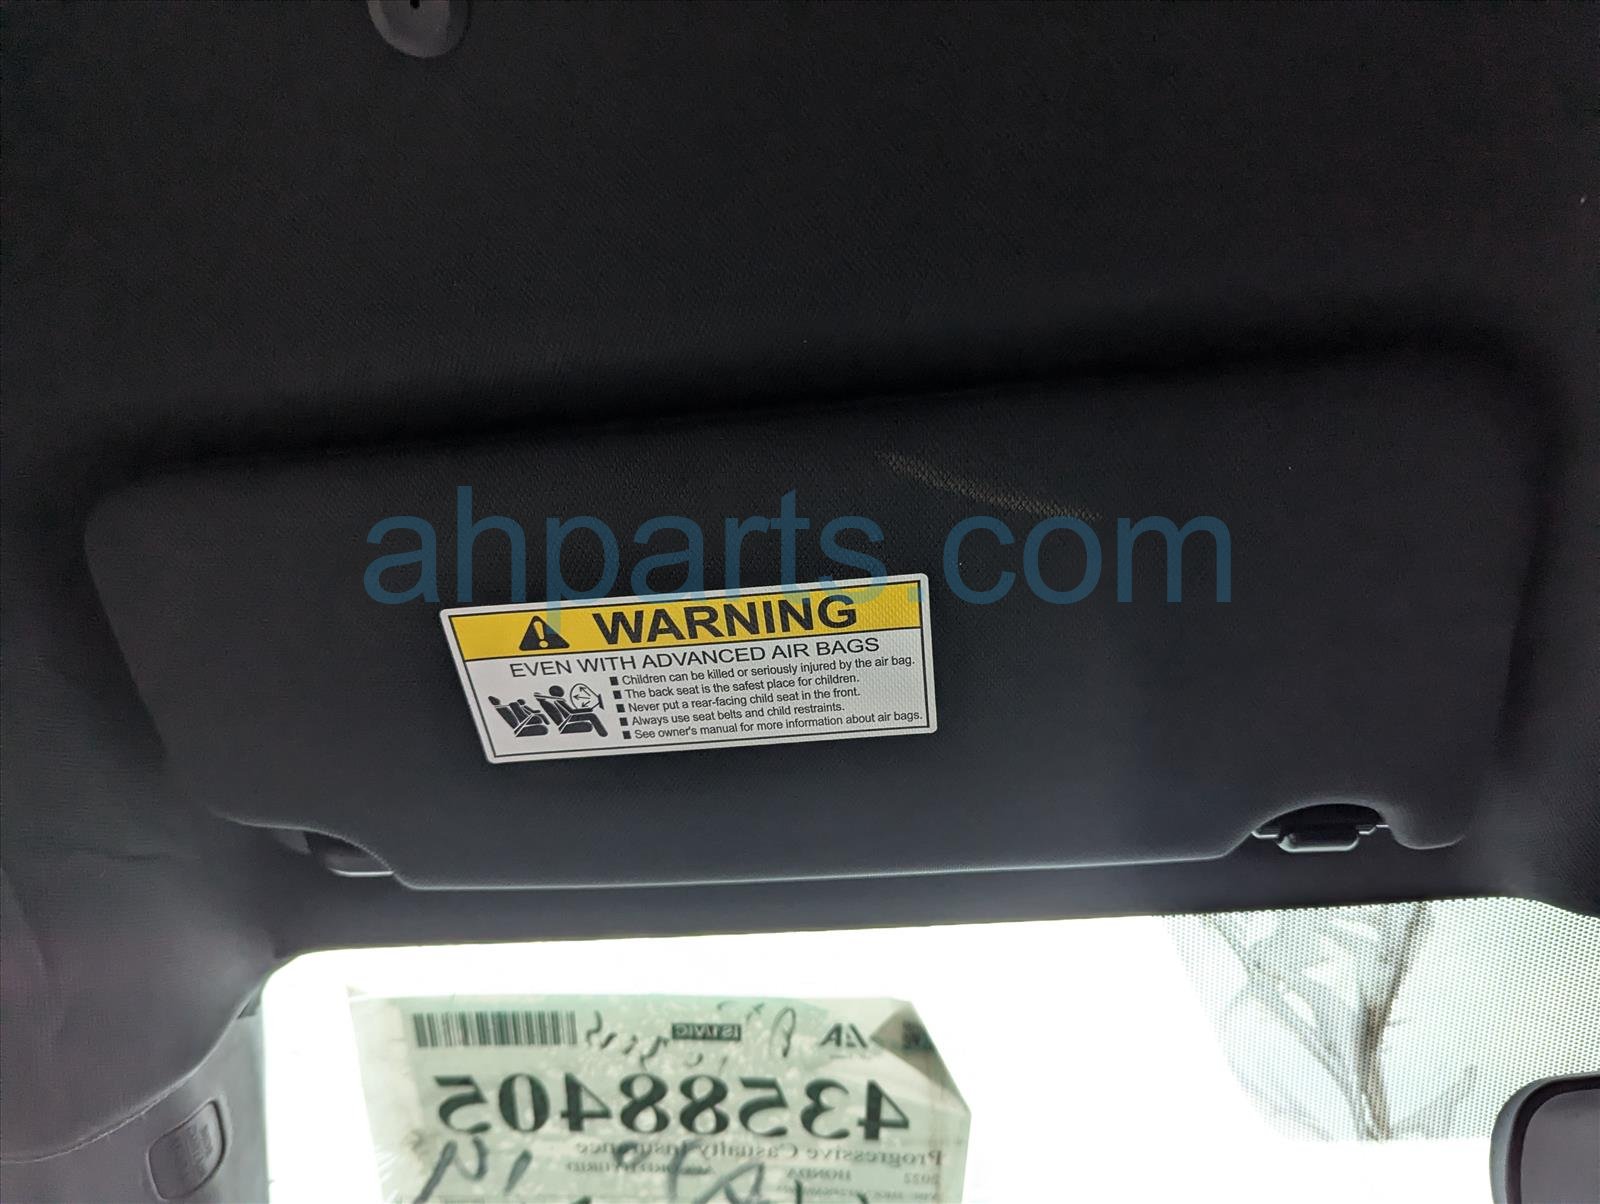 ahparts.com
WARNING
EVEN WITH ADVANCED AIR BAGS
Children can be killed or seriously injured by the air bag.
The back seat is the safest place for children.
Never put a rear-facing child seat in the front.
Always use seat belts and child restraints.
See owner's manual for more information about air bags.
IAA
43588405
Progressive Casualty Insurance
2022 HONDA ACCORD HYBRID